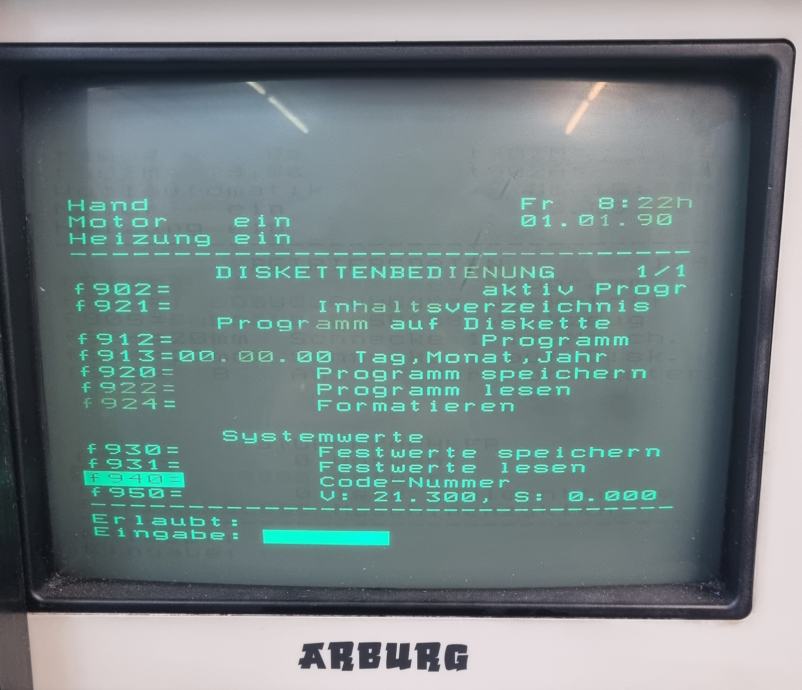 Hand Fr 8:22h
Motor ein 01.01.90
Heizung ein
DISKETTENBEDIENUNG 1/1
f902= aktiv Progr
f921= Inhaltsverzeichnis
Programm auf Diskette
f912= Programm
f913=00.00.00 Tag,Monat,Jahr
f920= Programm speichern
f922= Programm lesen
f924= Formatieren
Systemwerte
f930= Festwerte speichern
f931= Festwerte lesen
f940= Code-Nummer
f950= V: 21.300, S: 0.000
Erlaubt:
Eingabe:
ARBURG